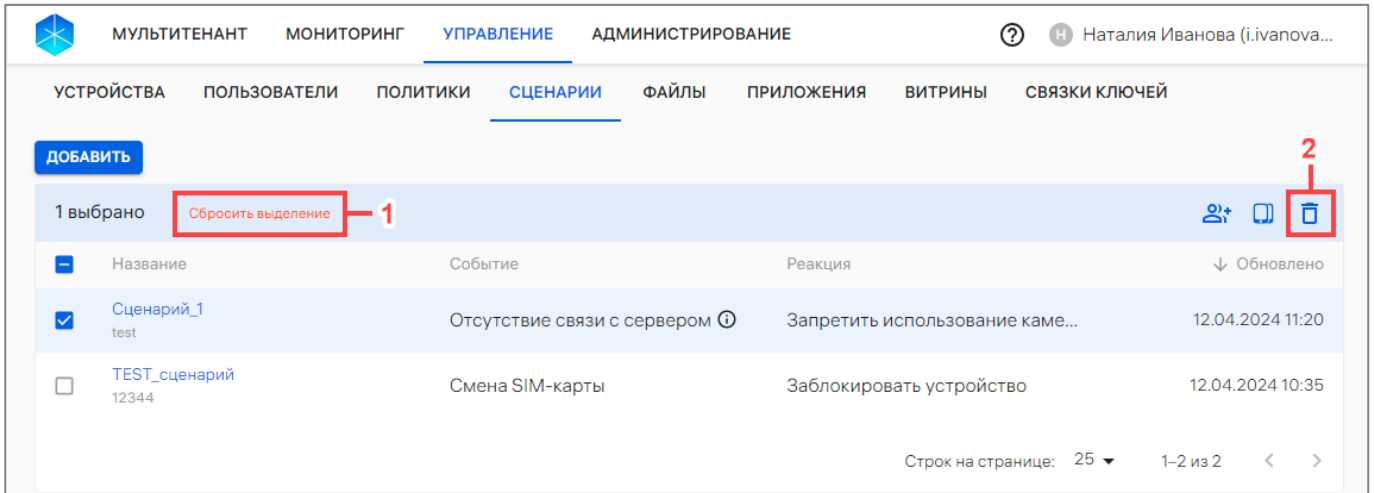 МУЛЬТИТЕНАНТ МОНИТОРИНГ УПРАВЛЕНИЕ АДМИНИСТРИРОВАНИЕ Н Наталия Иванова (i.ivanova...
УСТРОЙСТВА ПОЛЬЗОВАТЕЛИ ПОЛИТИКИ СЦЕНАРИИ ФАЙЛЫ ПРИЛОЖЕНИЯ ВИТРИНЫ СВЯЗКИ КЛЮЧЕЙ
ДОБАВИТЬ 2
1 выбрано Сбросить выделение 1
Название Событие Реакция Обновлено
Сценарий_1 Отсутствие связи с сервером Запретить использование каме... 12.04.2024 11:20
test
TEST_сценарий Смена SIM-карты Заблокировать устройство 12.04.2024 10:35
12344
Строк на странице: 25 1–2 из 2